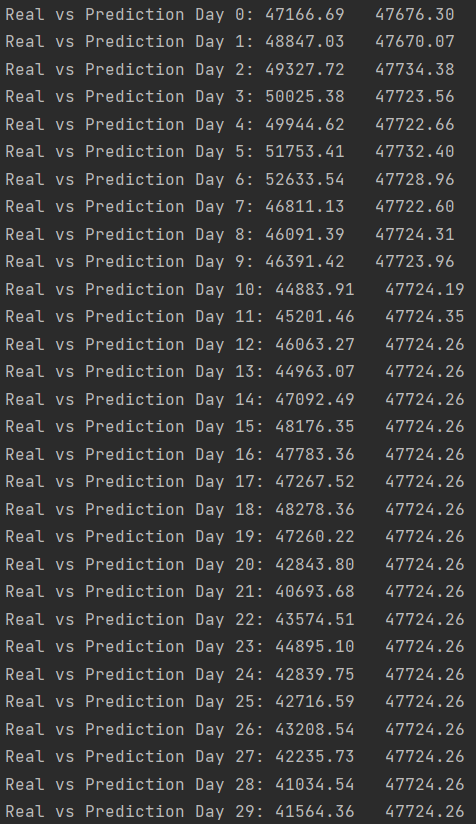 Real vs Prediction Day 0: 47166.69   47676.30
Real vs Prediction Day 1: 48847.03   47670.07
Real vs Prediction Day 2: 49327.72   47734.38
Real vs Prediction Day 3: 50025.38   47723.56
Real vs Prediction Day 4: 49944.62   47722.66
Real vs Prediction Day 5: 51753.41   47732.40
Real vs Prediction Day 6: 52633.54   47728.96
Real vs Prediction Day 7: 46811.13   47722.60
Real vs Prediction Day 8: 46091.39   47724.31
Real vs Prediction Day 9: 46391.42   47723.96
Real vs Prediction Day 10: 44883.91   47724.19
Real vs Prediction Day 11: 45201.46   47724.35
Real vs Prediction Day 12: 46063.27   47724.26
Real vs Prediction Day 13: 44963.07   47724.26
Real vs Prediction Day 14: 47092.49   47724.26
Real vs Prediction Day 15: 48176.35   47724.26
Real vs Prediction Day 16: 47783.36   47724.26
Real vs Prediction Day 17: 47267.52   47724.26
Real vs Prediction Day 18: 48278.36   47724.26
Real vs Prediction Day 19: 47260.22   47724.26
Real vs Prediction Day 20: 42843.80   47724.26
Real vs Prediction Day 21: 40693.68   47724.26
Real vs Prediction Day 22: 43574.51   47724.26
Real vs Prediction Day 23: 44895.10   47724.26
Real vs Prediction Day 24: 42839.75   47724.26
Real vs Prediction Day 25: 42716.59   47724.26
Real vs Prediction Day 26: 43208.54   47724.26
Real vs Prediction Day 27: 42235.73   47724.26
Real vs Prediction Day 28: 41034.54   47724.26
Real vs Prediction Day 29: 41564.36   47724.26